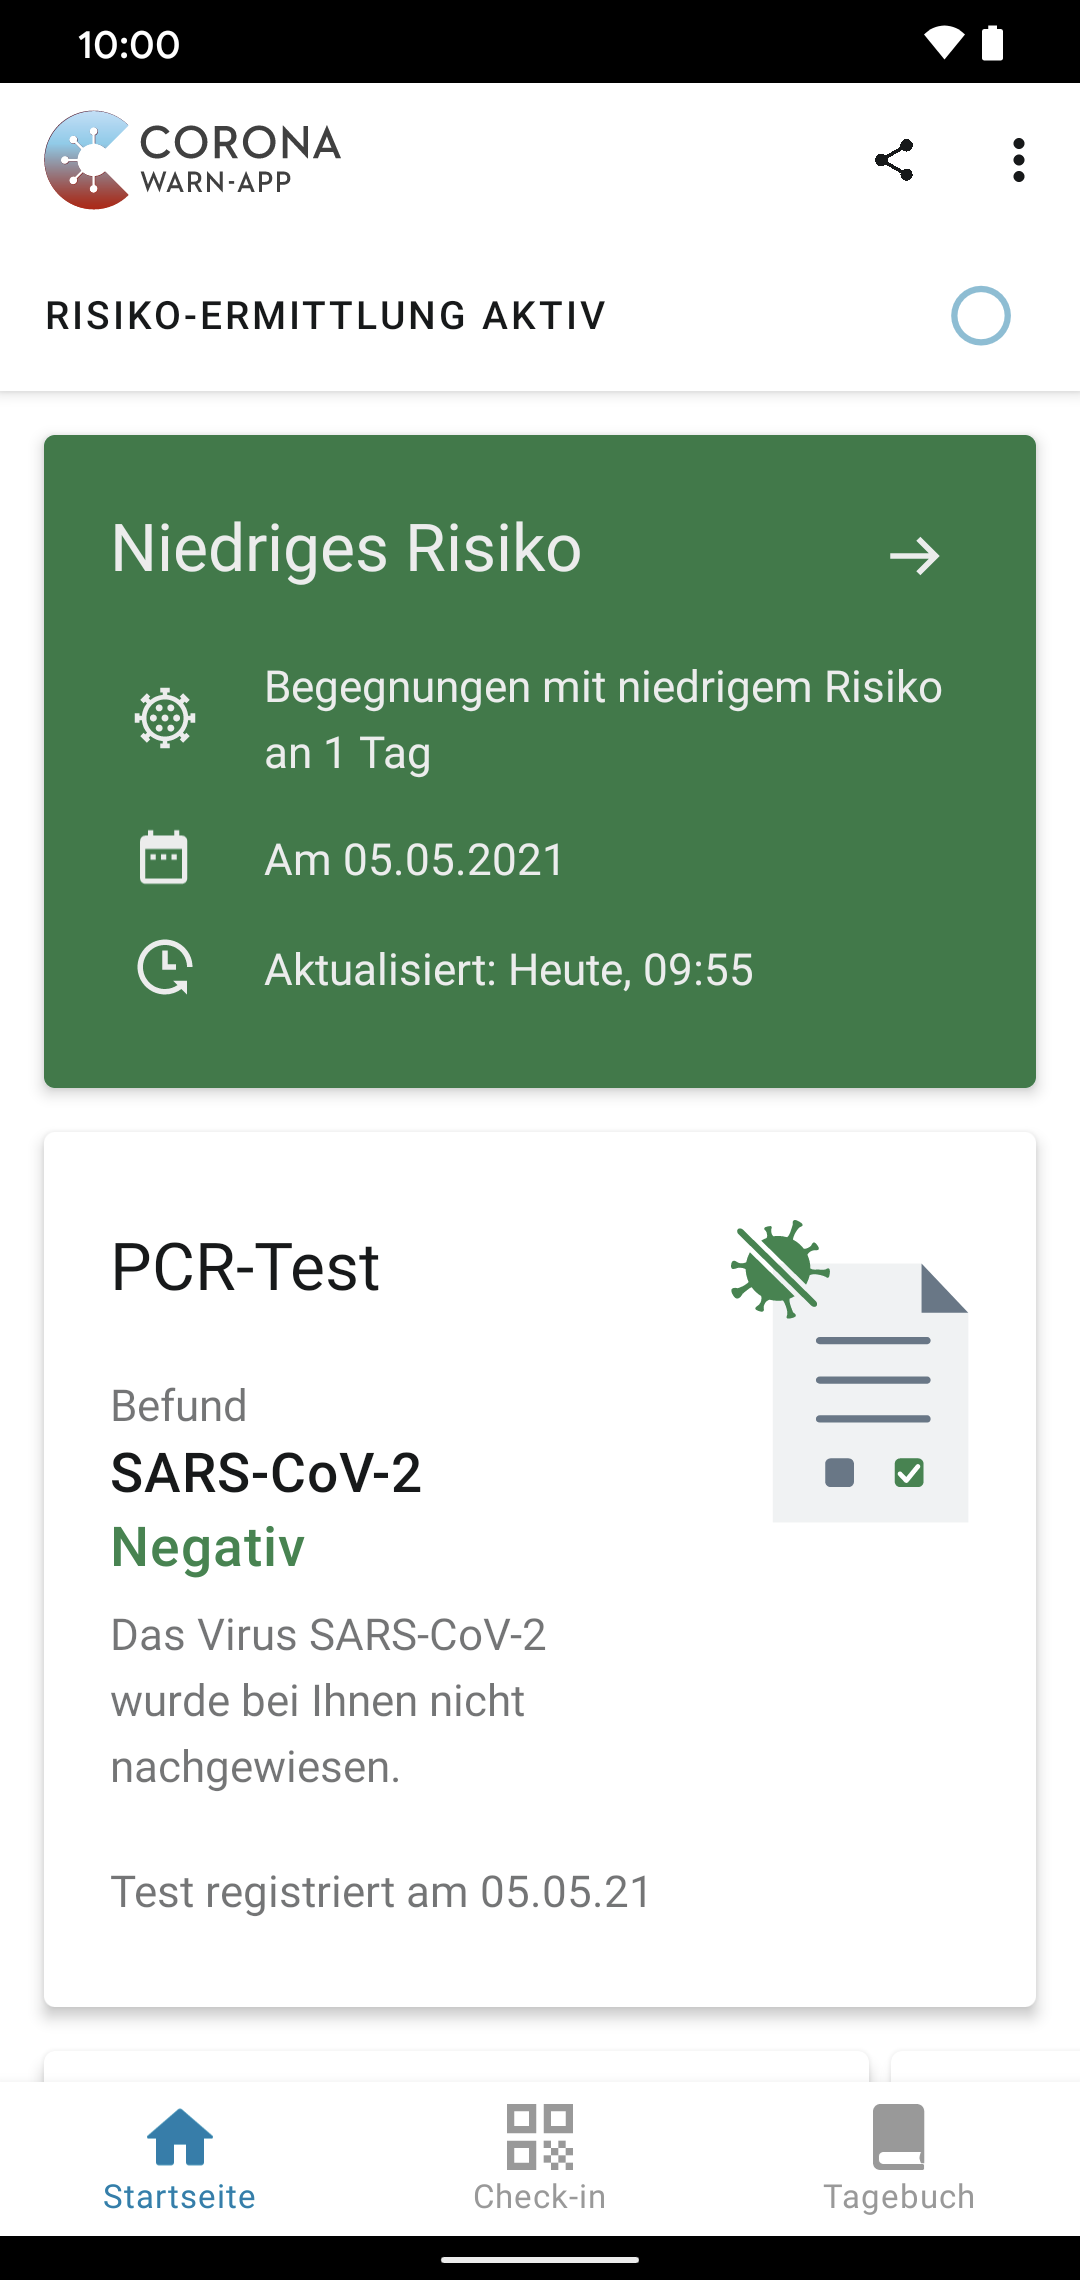 10:00
CORONA
WARN-APP
RISIKO-ERMITTLUNG AKTIV
Niedriges Risiko
Begegnungen mit niedrigem Risiko
an 1 Tag
Am 05.05.2021
Aktualisiert: Heute, 09:55
PCR-Test
Befund
SARS-CoV-2
Negativ
Das Virus SARS-CoV-2
wurde bei Ihnen nicht
nachgewiesen.
Test registriert am 05.05.21
Startseite
Check-in
Tagebuch